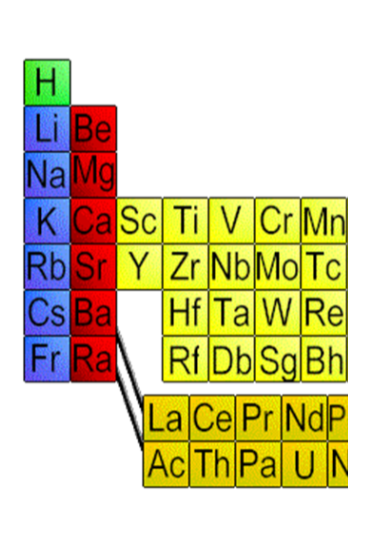 H
Li Be
Na Mg
K Ca Sc Ti V Cr Mn
Rb Sr Y Zr Nb Mo Tc
Cs Ba Hf Ta W Re
Fr Ra Rf Db Sg Bh
La Ce Pr Nd P
Ac Th Pa U N